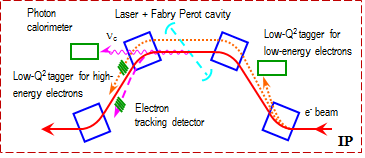 Photon
calorimeter
Laser + Fabry Perot cavity
νc
Low-Q² tagger for
low-energy electrons
Low-Q² tagger for high-
energy electrons
Electron
tracking detector
e⁻ beam
IP